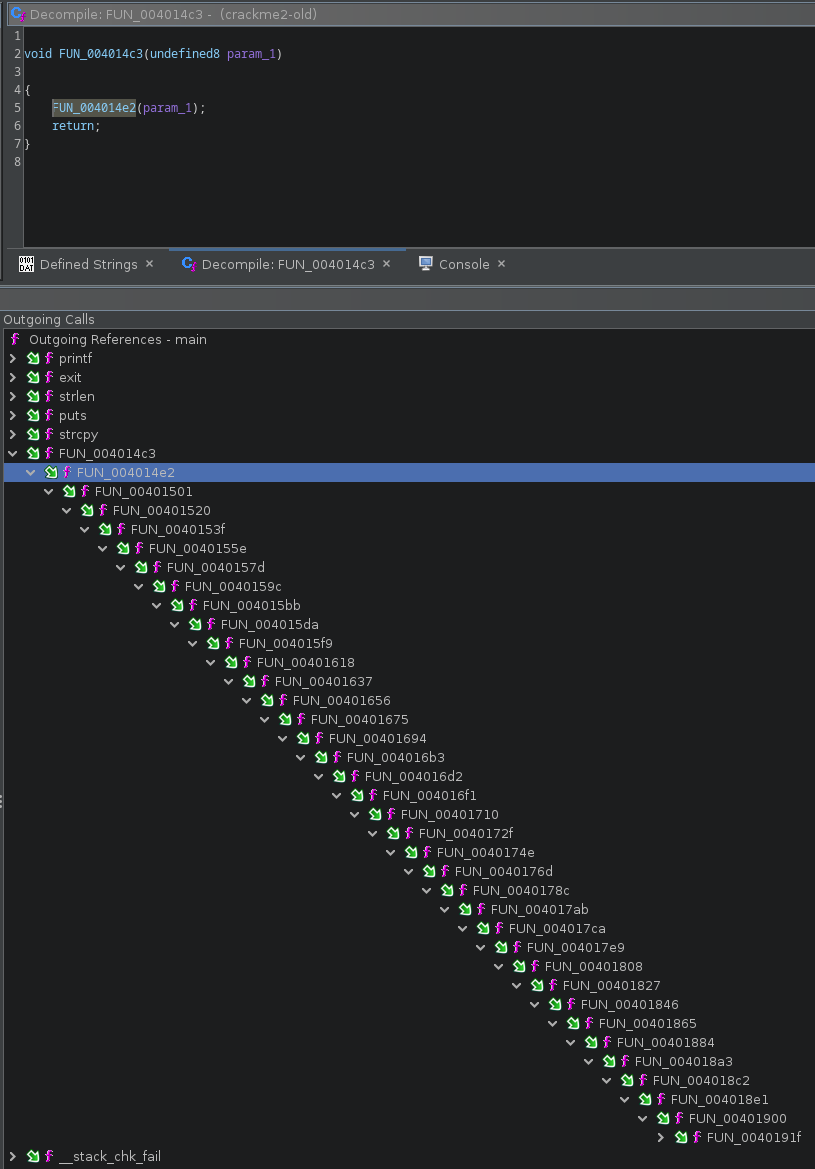 Decompile: FUN_004014c3 - (crackme2-old)
1
2 void FUN_004014c3(undefined8 param_1)
3
4 {
5 FUN_004014e2(param_1);
6 return;
7 }
8
Defined Strings × Decompile: FUN_004014c3 × Console ×
Outgoing Calls
f Outgoing References - main
f printf
f exit
f strlen
f puts
f strcpy
f FUN_004014c3
f FUN_004014e2
f FUN_00401501
f FUN_00401520
f FUN_0040153f
f FUN_0040155e
f FUN_0040157d
f FUN_0040159c
f FUN_004015bb
f FUN_004015da
f FUN_004015f9
f FUN_00401618
f FUN_00401637
f FUN_00401656
f FUN_00401675
f FUN_00401694
f FUN_004016b3
f FUN_004016d2
f FUN_004016f1
f FUN_00401710
f FUN_0040172f
f FUN_0040174e
f FUN_0040176d
f FUN_0040178c
f FUN_004017ab
f FUN_004017ca
f FUN_004017e9
f FUN_00401808
f FUN_00401827
f FUN_00401846
f FUN_00401865
f FUN_00401884
f FUN_004018a3
f FUN_004018c2
f FUN_004018e1
f FUN_00401900
f FUN_0040191f
f __stack_chk_fail